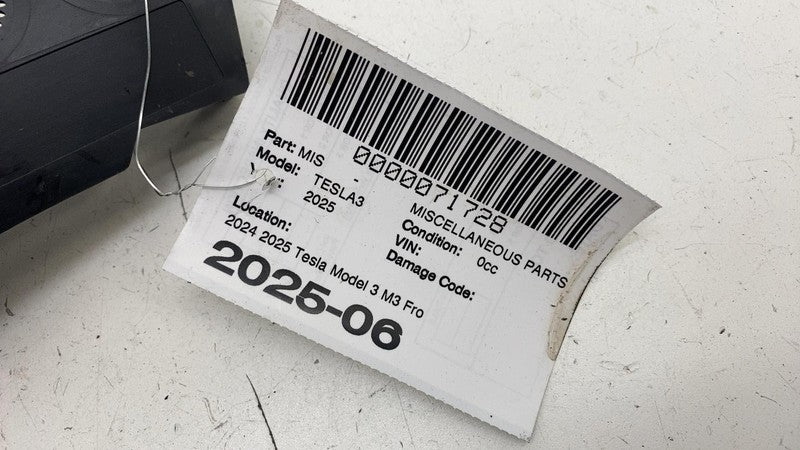 0000071728
Part: MIS - MISCELLANEOUS PARTS
Model: TESLA3 Condition: 0cc
2025 VIN:
Damage Code:
Location:
2024 2025 Tesla Model 3 M3 Fro
2025-06